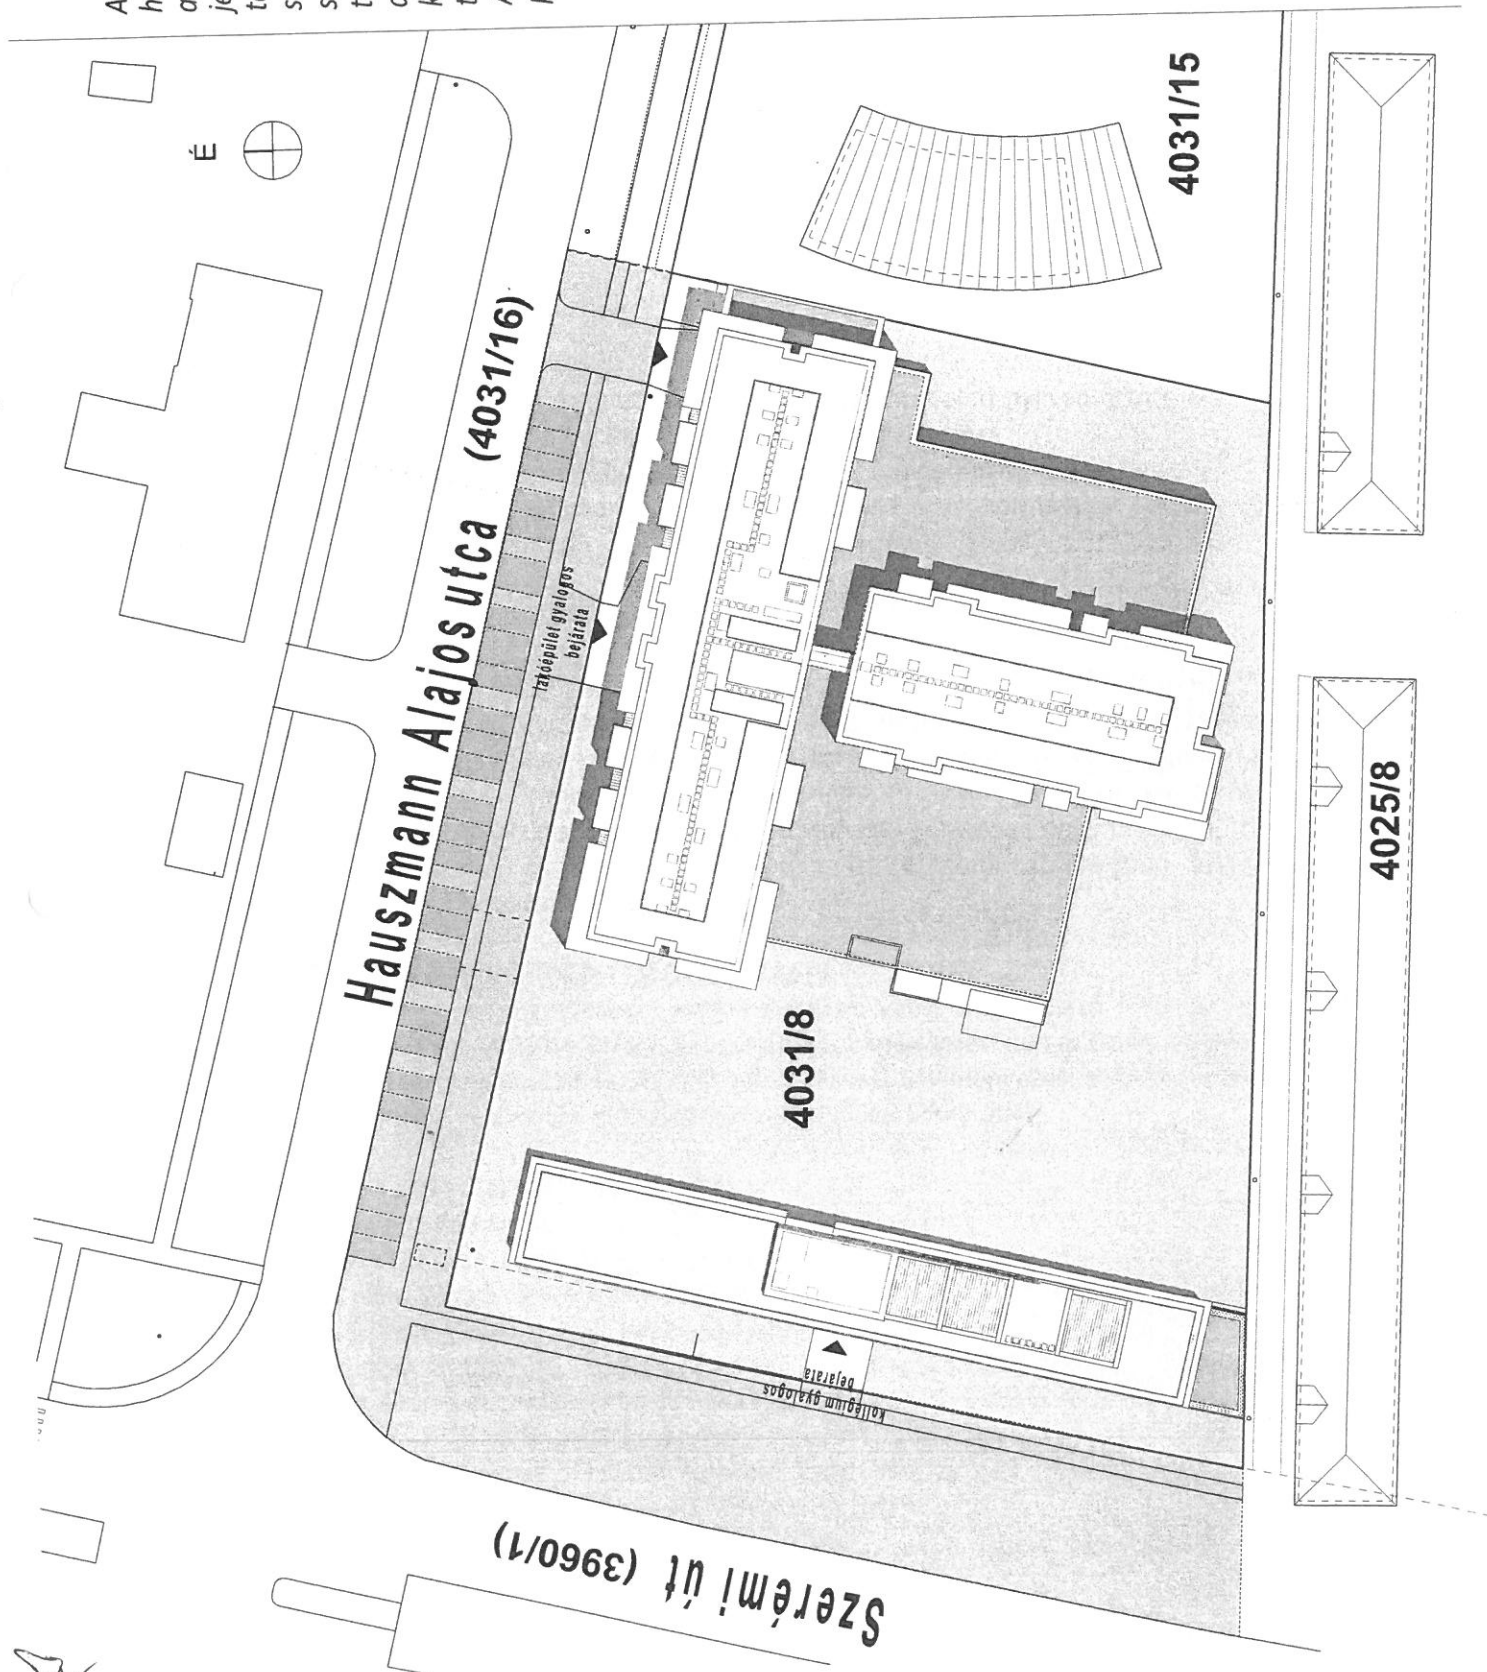 É
4031/15
Hauszmann Alajos utca (4031/16)
lakóépület gyalogos
bejárata
4031/8
4025/8
kollégium gyalogos
bejárata
Szerémi út (3960/1)